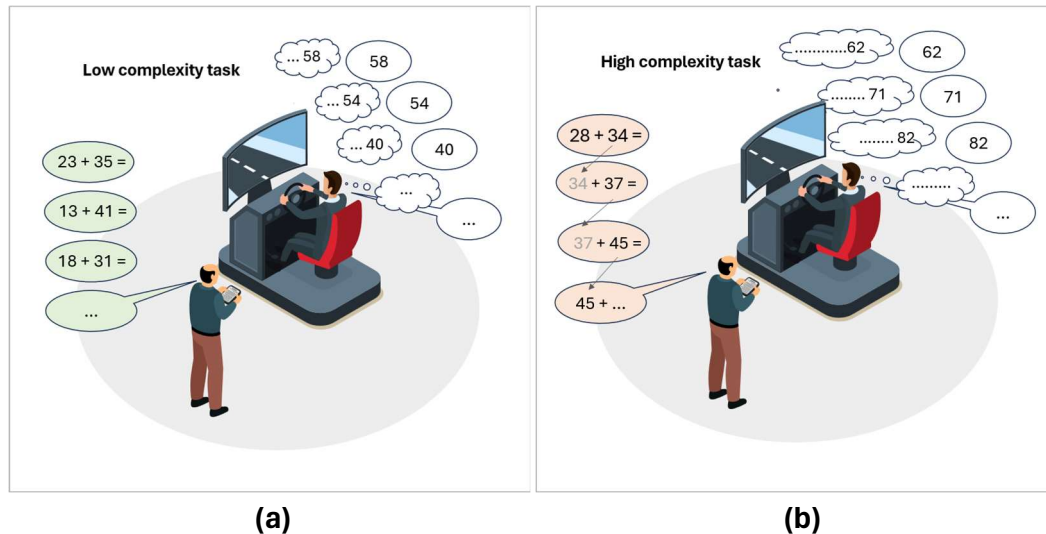 Low complexity task
23 + 35 =
13 + 41 =
18 + 31 =
...
... 58
58
... 54
54
... 40
40
...
...
(a)
High complexity task
28 + 34 =
34 + 37 =
37 + 45 =
45 + ...
............62
62
........ 71
71
........ 82
82
.........
...
(b)